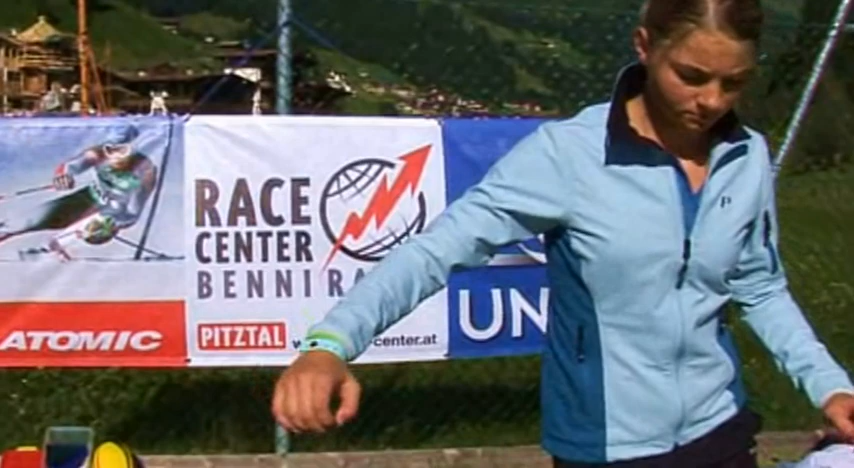 RACE
CENTER
BENNI RA
PITZTAL w -center.at
ATOMIC
UN
P